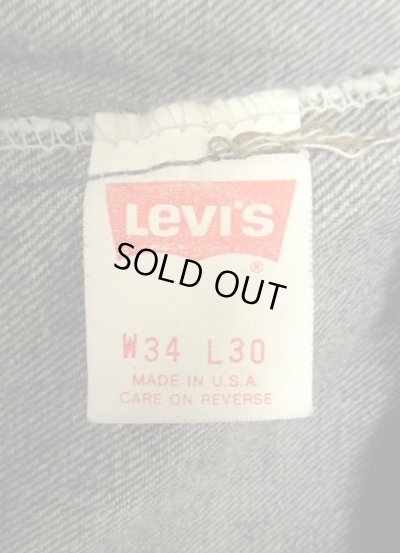 Levi's
®
SOLD OUT
W34 L30
MADE IN U.S.A.
CARE ON REVERSE